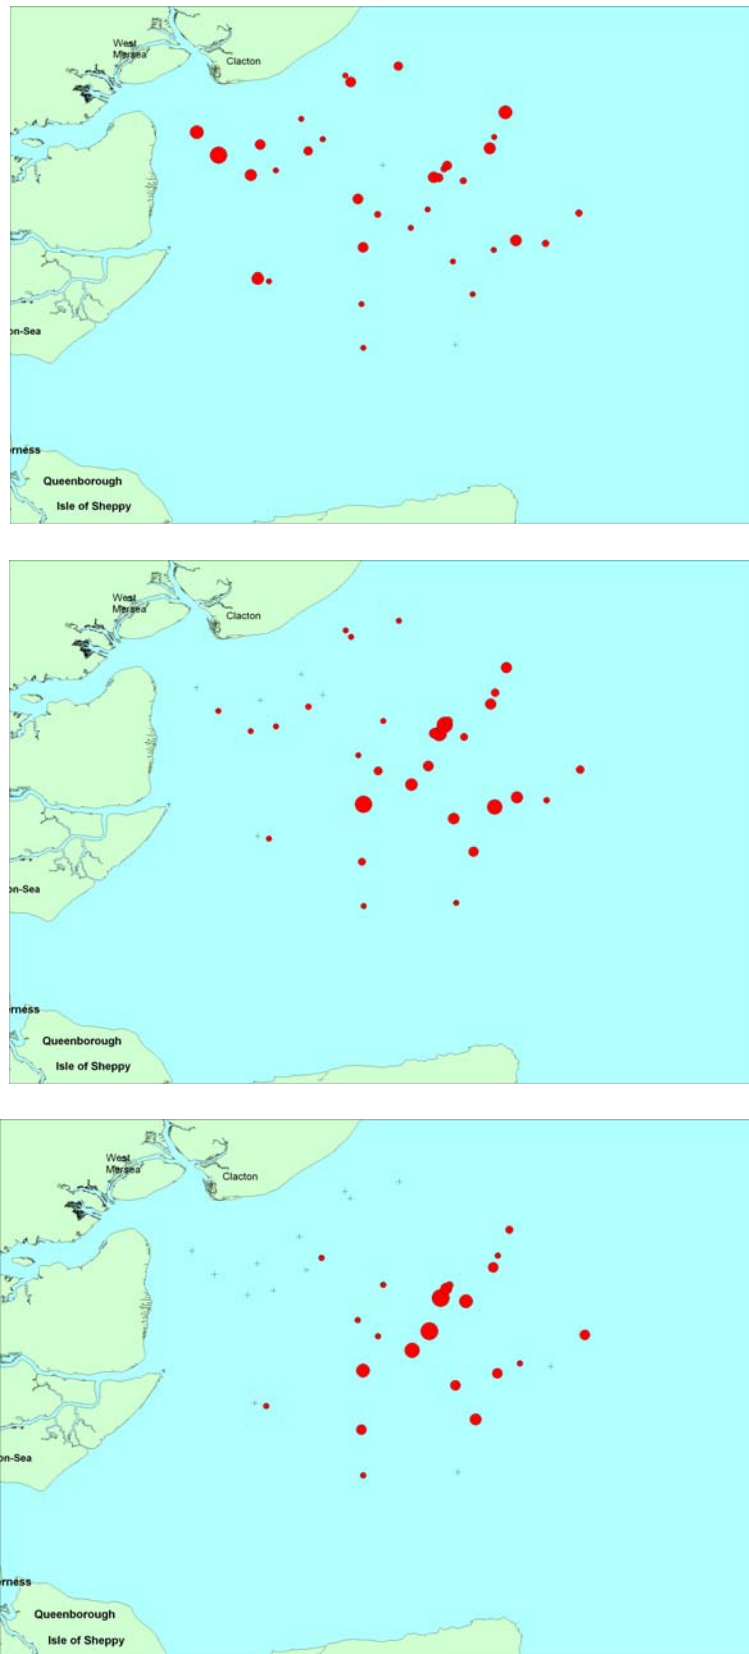 West
Mersea
Clacton
on-Sea
rness
Queenborough
Isle of Sheppy
West
Mersea
Clacton
on-Sea
rness
Queenborough
Isle of Sheppy
West
Mersea
Clacton
on-Sea
rness
Queenborough
Isle of Sheppy